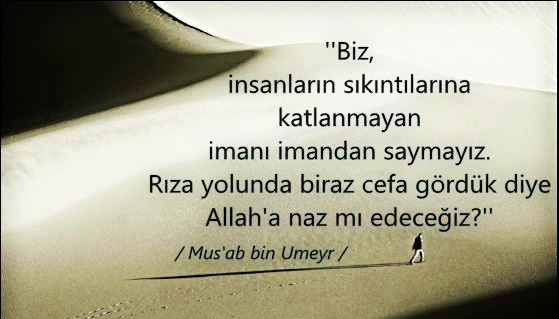 ''Biz,
insanların sıkıntılarına
katlanmayan
imanı imandan saymayız.
Rıza yolunda biraz cefa gördük diye
Allah'a naz mı edeceğiz?''
/ Mus'ab bin Umeyr /